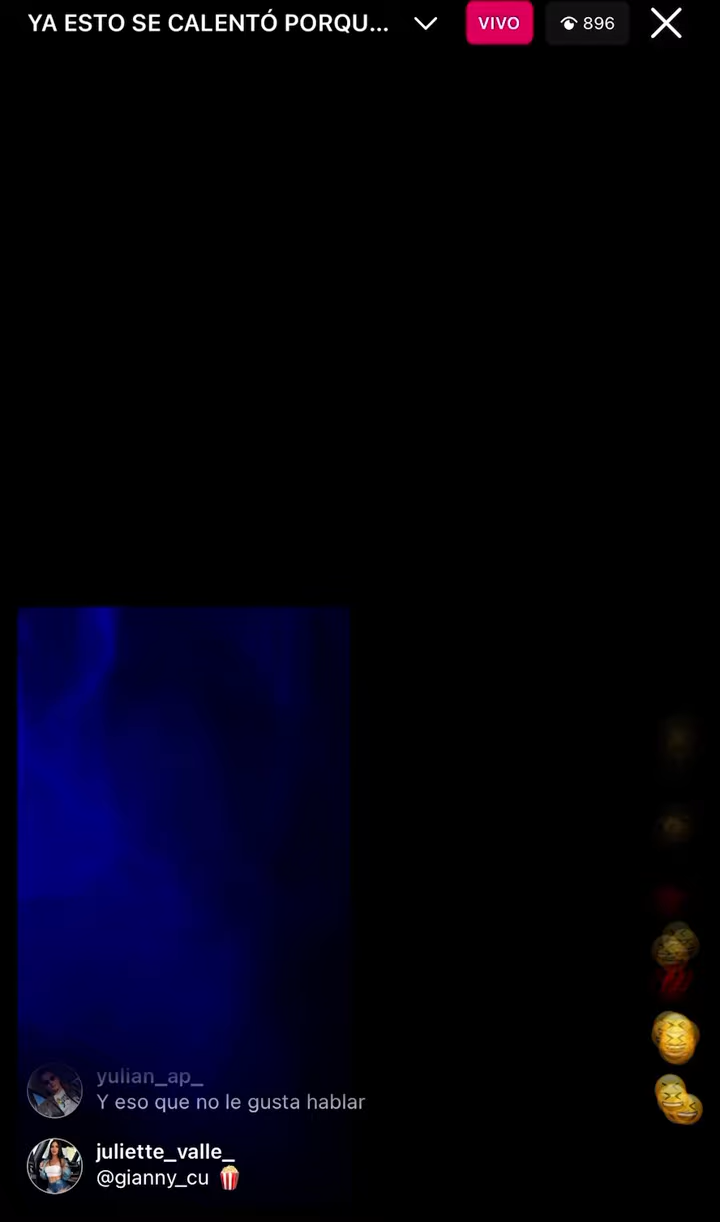 YA ESTO SE CALENTÓ PORQU...
VIVO
896
yulian_ap_
Y eso que no le gusta hablar
juliette_valle_
@gianny_cu 🍿